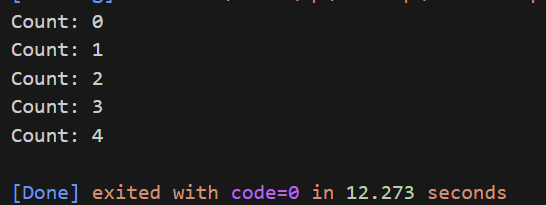 Count: 0
Count: 1
Count: 2
Count: 3
Count: 4
[Done] exited with code=0 in 12.273 seconds